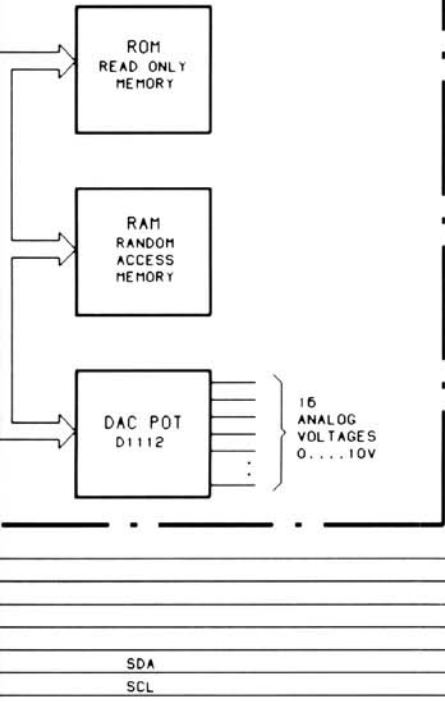 ROM
READ ONLY
MEMORY
RAM
RANDOM
ACCESS
MEMORY
DAC POT
D1112
16
ANALOG
VOLTAGES
0....10V
SDA
SCL